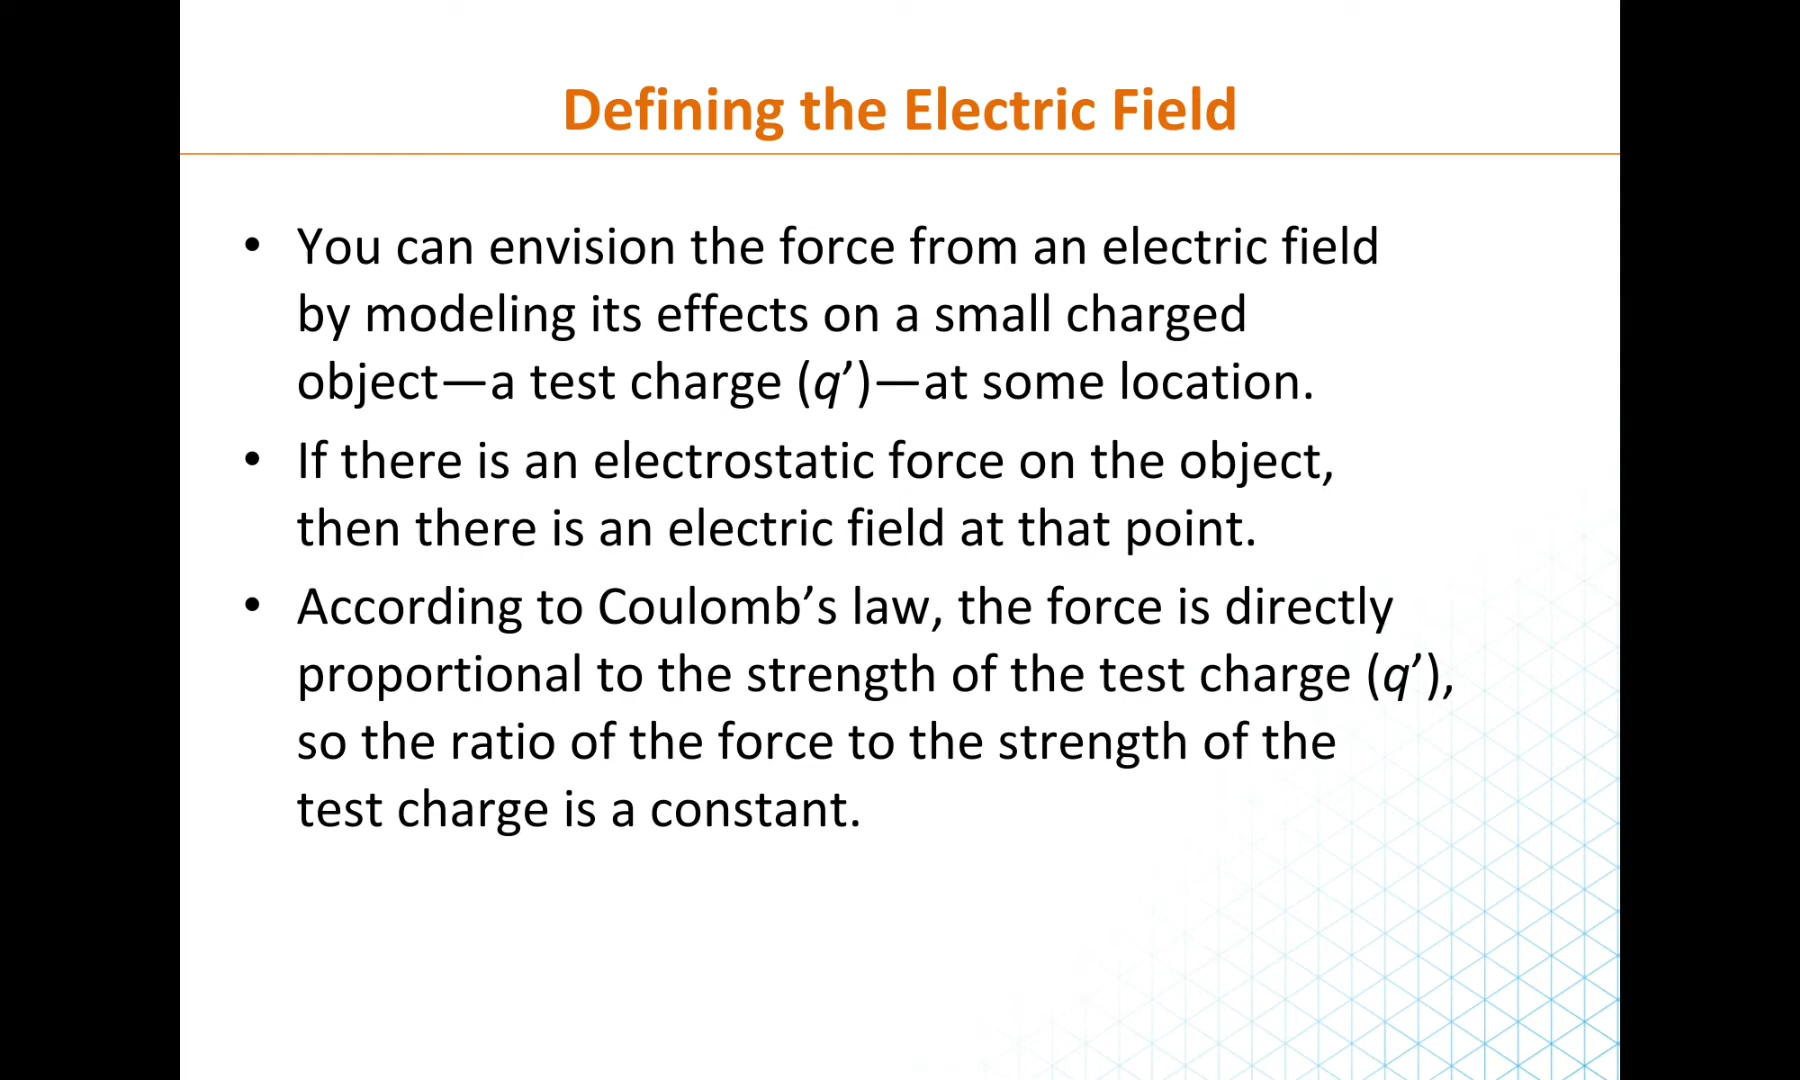 Defining the Electric Field
• You can envision the force from an electric field
by modeling its effects on a small charged
object—a test charge (q’)—at some location.
• If there is an electrostatic force on the object,
then there is an electric field at that point.
• According to Coulomb’s law, the force is directly
proportional to the strength of the test charge (q’),
so the ratio of the force to the strength of the
test charge is a constant.